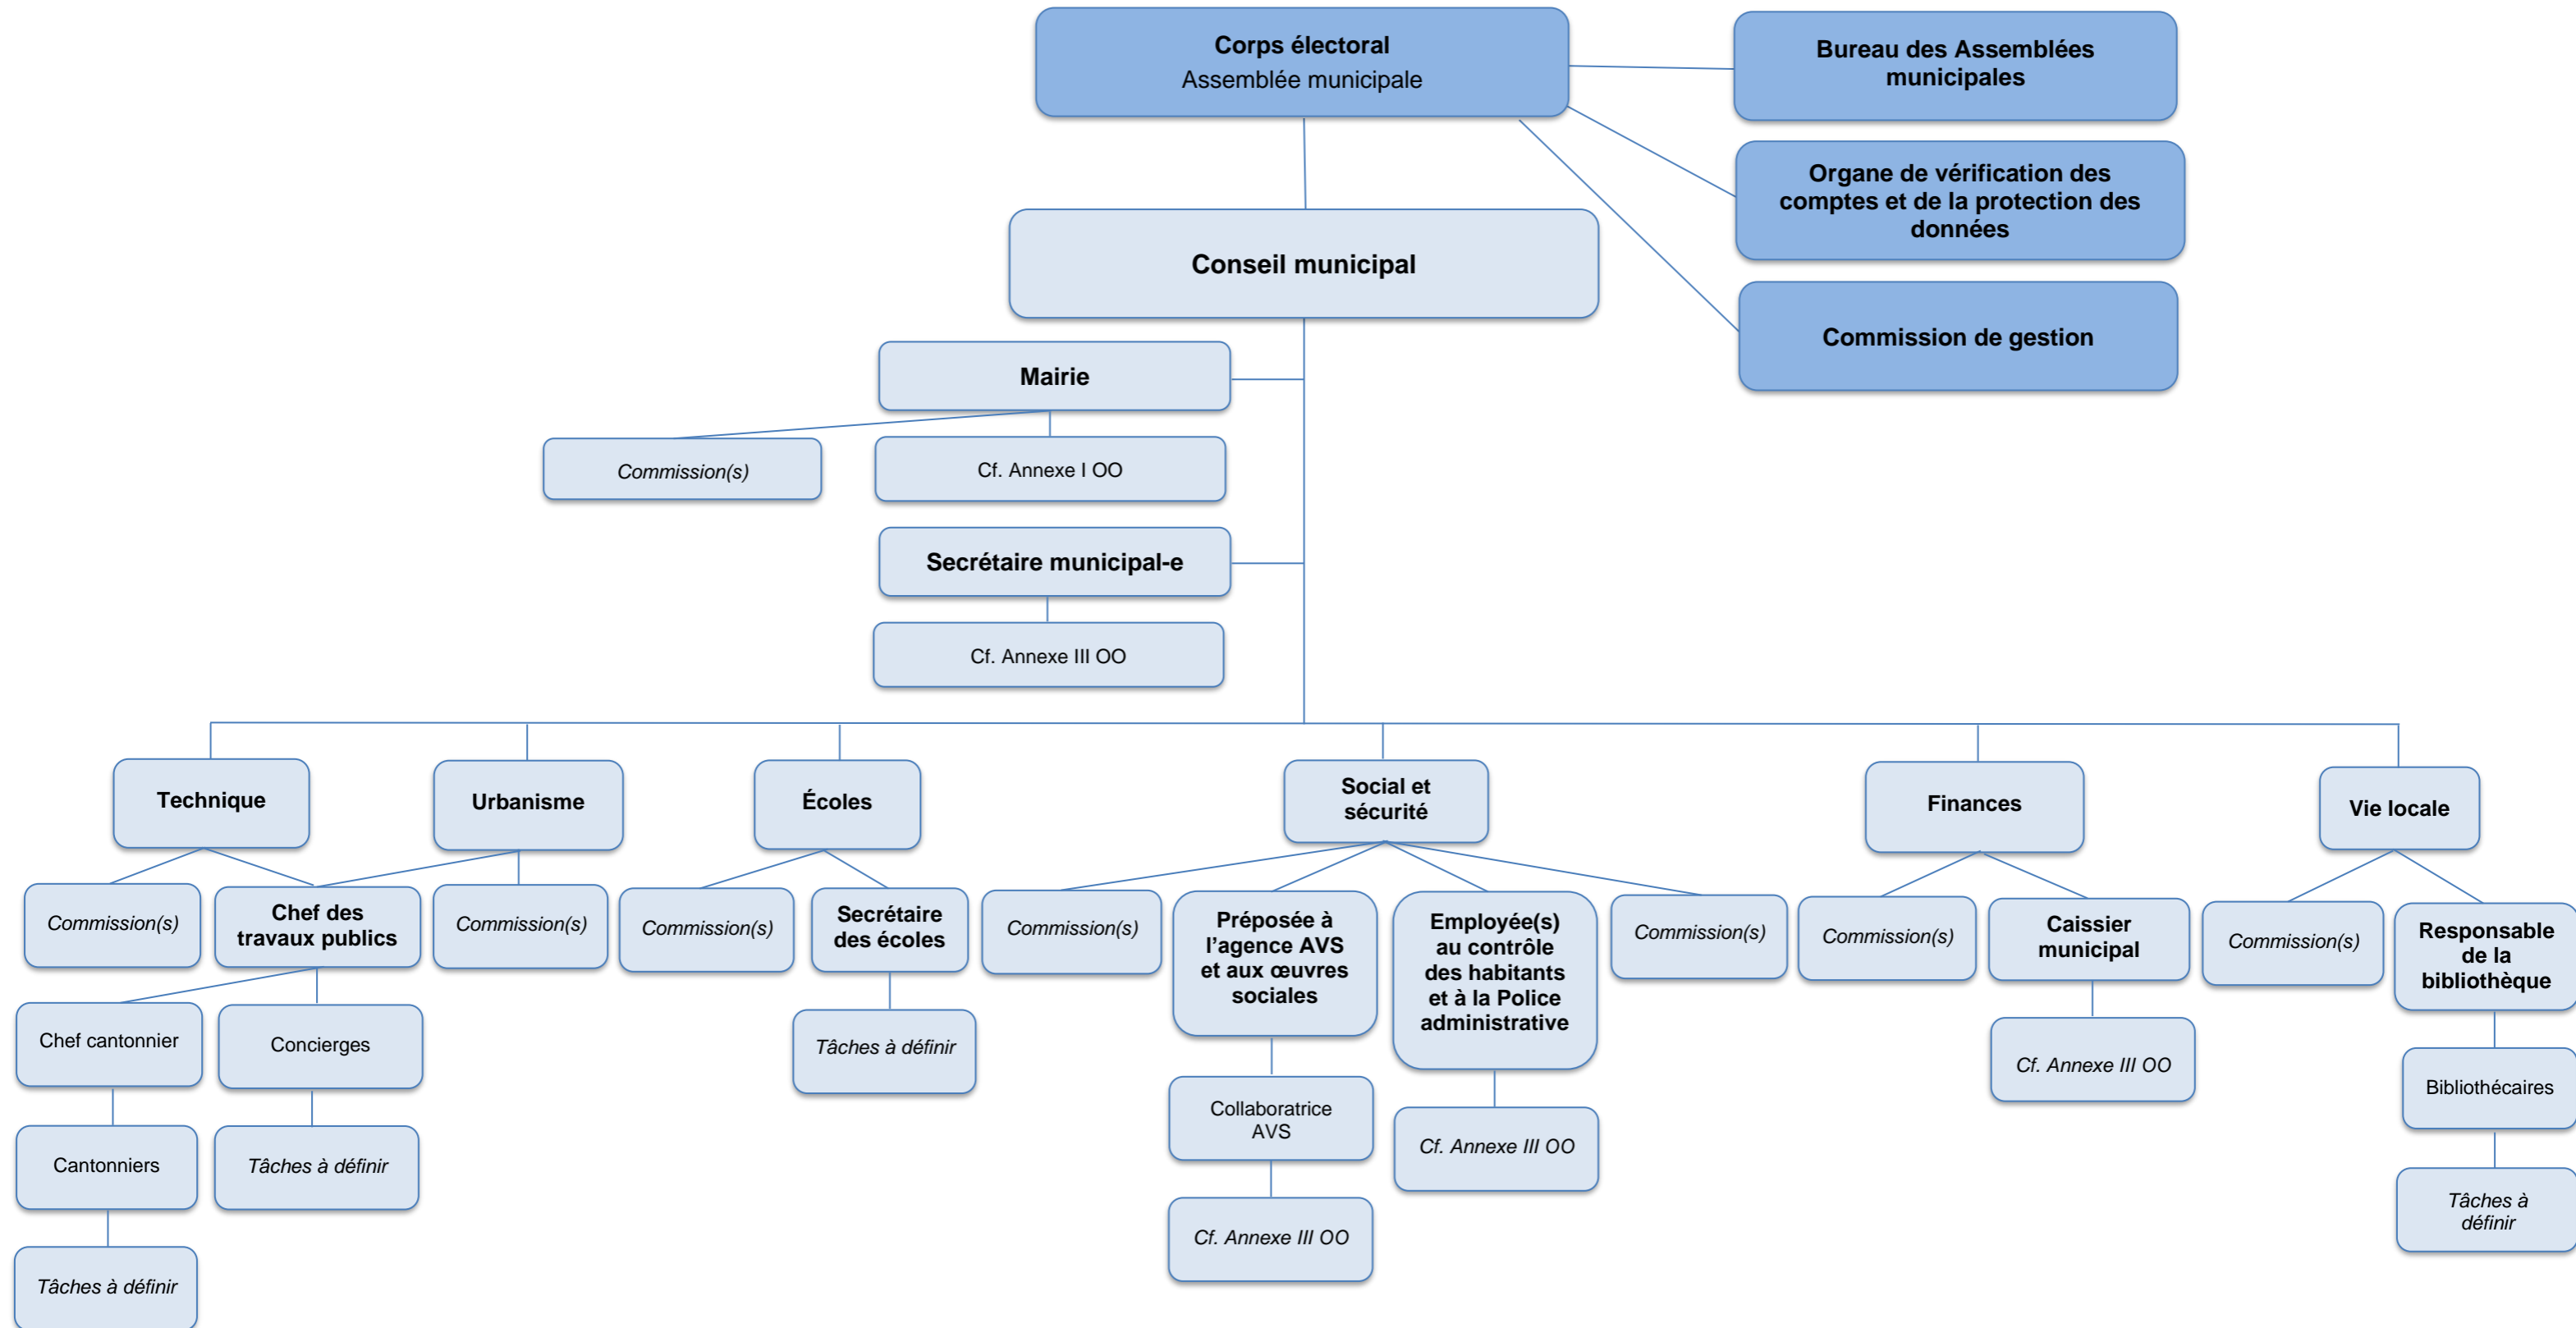 Corps électoral
Assemblée municipale
Bureau des Assemblées
municipales
Organe de vérification des
comptes et de la protection des
données
Conseil municipal
Commission de gestion
Mairie
Commission(s)
Cf. Annexe I OO
Secrétaire municipal-e
Cf. Annexe III OO
Technique
Urbanisme
Écoles
Social et
sécurité
Finances
Vie locale
Commission(s)
Chef des
travaux publics
Commission(s)
Commission(s)
Secrétaire
des écoles
Commission(s)
Préposée à
l’agence AVS
et aux œuvres
sociales
Employée(s)
au contrôle
des habitants
et à la Police
administrative
Commission(s)
Commission(s)
Caissier
municipal
Commission(s)
Responsable
de la
bibliothèque
Chef cantonnier
Concierges
Tâches à définir
Collaboratrice
AVS
Cf. Annexe III OO
Cf. Annexe III OO
Bibliothécaires
Cantonniers
Tâches à définir
Cf. Annexe III OO
Tâches à
définir
Tâches à définir